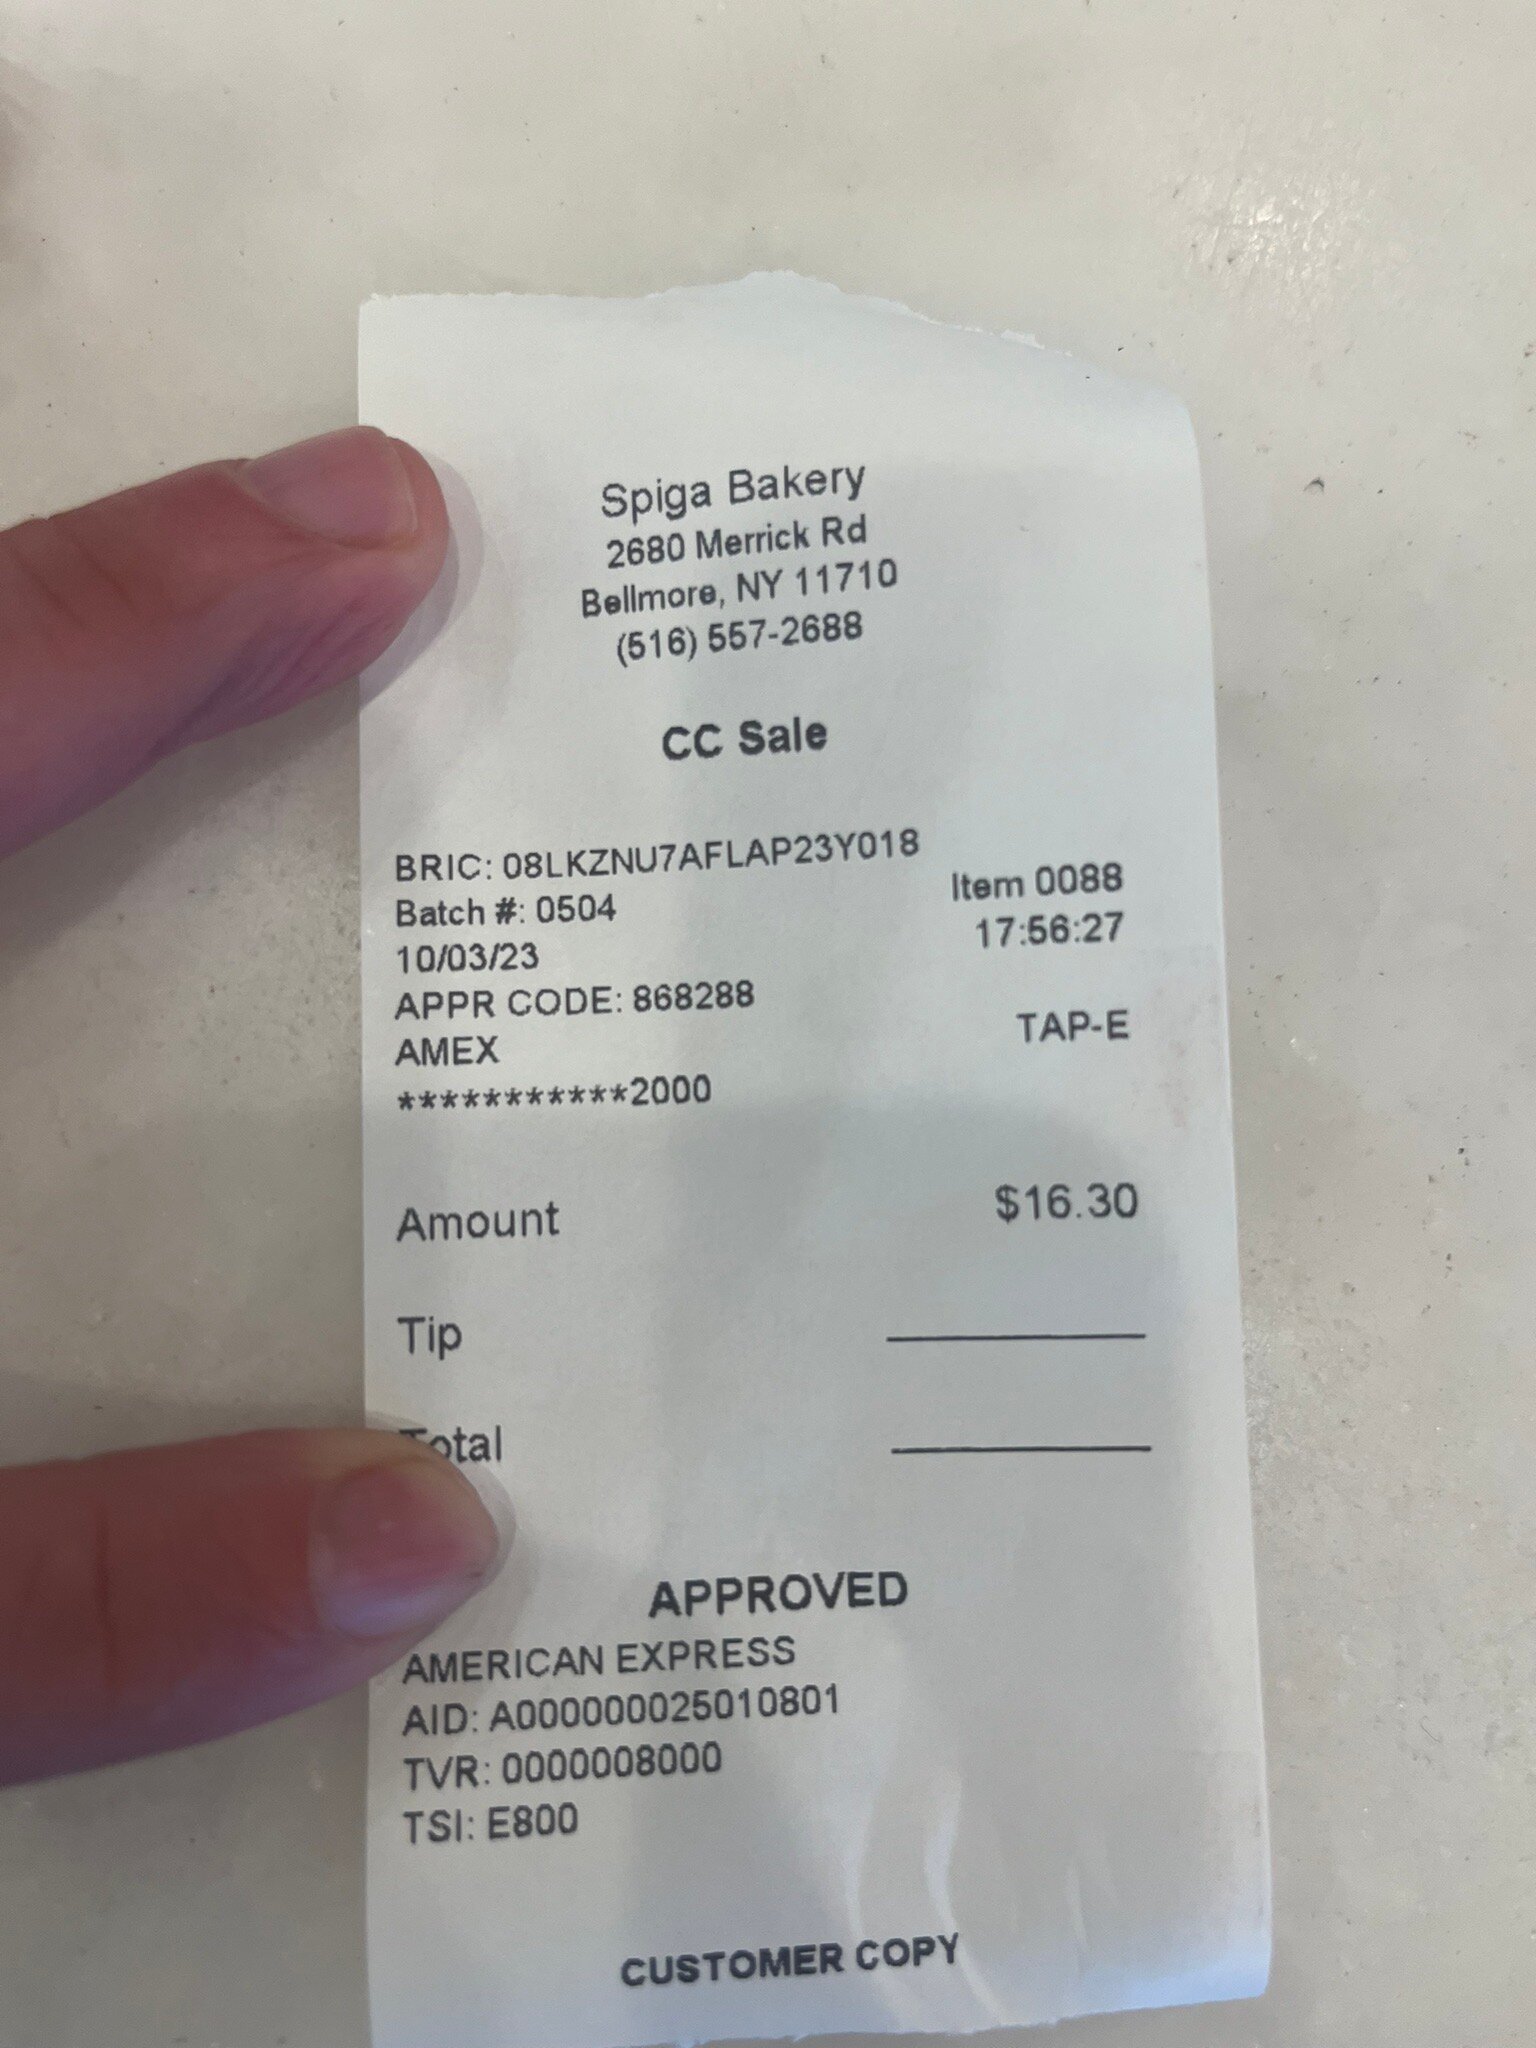 Spiga Bakery
2680 Merrick Rd
Bellmore, NY 11710
(516) 557-2688
CC Sale
BRIC: 08LKZNU7AFLAP23Y018
Batch #: 0504 Item 0088
10/03/23 17:56:27
APPR CODE: 868288
AMEX TAP-E
***********2000
Amount $16.30
Tip
Total
APPROVED
AMERICAN EXPRESS
AID: A000000025010801
TVR: 0000008000
TSI: E800
CUSTOMER COPY